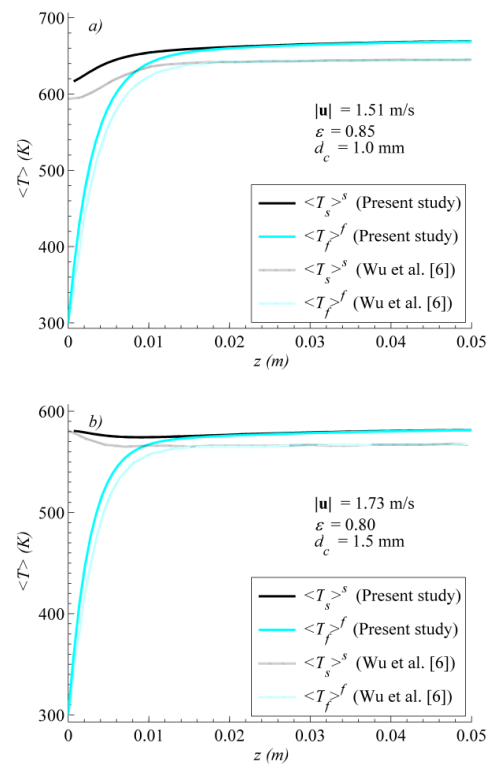 a)
700
600
500
400
300
<T> (K)
|u| = 1.51 m/s
ε = 0.85
d_c = 1.0 mm
<T_s>^s (Present study)
<T_f>^f (Present study)
<T_s>^s (Wu et al. [6])
<T_f>^f (Wu et al. [6])
0 0.01 0.02 0.03 0.04 0.05
z (m)
b)
600
500
400
300
<T> (K)
|u| = 1.73 m/s
ε = 0.80
d_c = 1.5 mm
<T_s>^s (Present study)
<T_f>^f (Present study)
<T_s>^s (Wu et al. [6])
<T_f>^f (Wu et al. [6])
0 0.01 0.02 0.03 0.04 0.05
z (m)